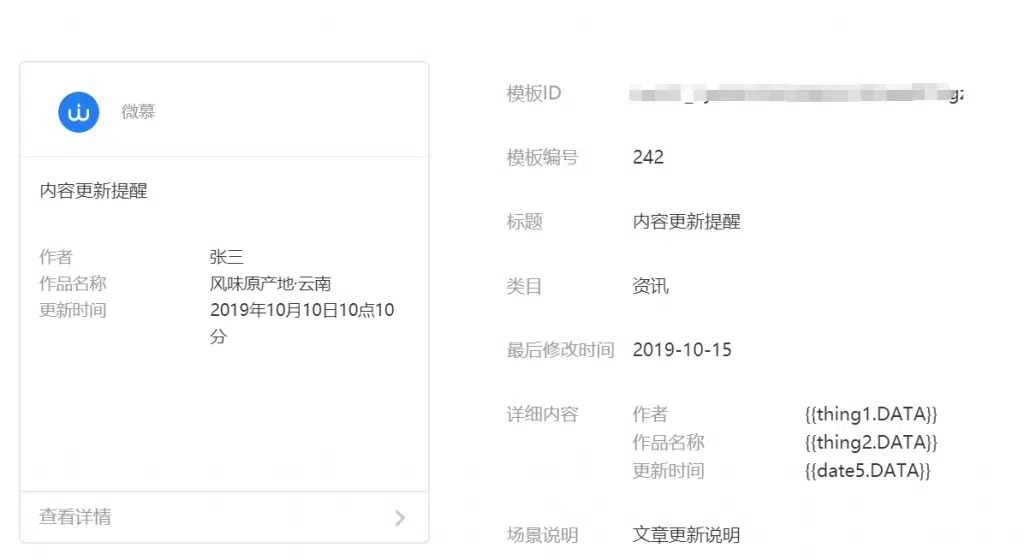 微慕
内容更新提醒
作者 张三
作品名称 风味原产地·云南
更新时间 2019年10月10日10点10
分
查看详情
模板ID
模板编号 242
标题 内容更新提醒
类目 资讯
最后修改时间 2019-10-15
详细内容 作者 {{thing1.DATA}}
作品名称 {{thing2.DATA}}
更新时间 {{date5.DATA}}
场景说明 文章更新说明